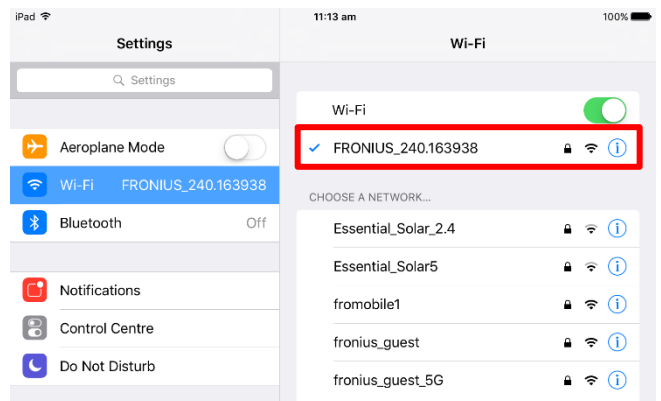 iPad
11:13 am
100%
Settings
Wi-Fi
Settings
Wi-Fi
Aeroplane Mode
FRONIUS_240.163938
Wi-Fi FRONIUS_240.163938
CHOOSE A NETWORK...
Bluetooth Off
Essential_Solar_2.4
Essential_Solar5
Notifications
fromobile1
Control Centre
fronius_guest
Do Not Disturb
fronius_guest_5G